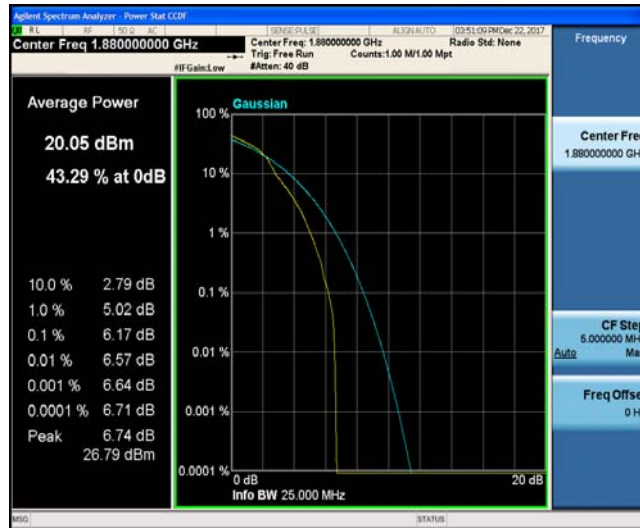 Agilent Spectrum Analyzer - Power Stat CCDF
RL RF 50 Ω AC SENSE:PULSE ALIGN AUTO 03:51:09 PM Dec 22, 2017
Center Freq 1.880000000 GHz
Center Freq: 1.880000000 GHz Radio Std: None
Trig: Free Run Counts:1.00 M/1.00 Mpt
#IFGain:Low #Atten: 40 dB
Frequency
Average Power
20.05 dBm
43.29 % at 0dB
10.0 % 2.79 dB
1.0 % 5.02 dB
0.1 % 6.17 dB
0.01 % 6.57 dB
0.001 % 6.64 dB
0.0001 % 6.71 dB
Peak 6.74 dB
26.79 dBm
Gaussian
100 %
10 %
1 %
0.1 %
0.01 %
0.001 %
0.0001 %
0 dB 20 dB
Info BW 25.000 MHz
Center Fre
1.880000000 GH
CF Step
5.000000 MH
Auto Ma
Freq Offse
0 H
MSG STATUS